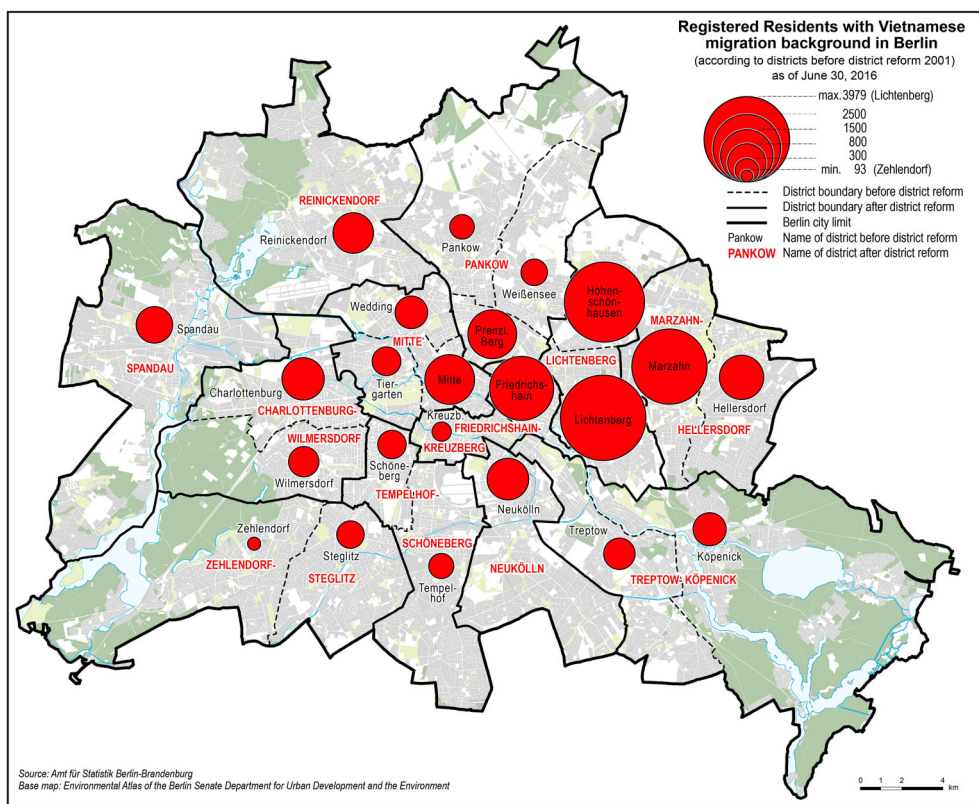 Registered Residents with Vietnamese
migration background in Berlin
(according to districts before district reform 2001)
as of June 30, 2016
max. 3979 (Lichtenberg)
2500
1500
800
300
min. 93 (Zehlendorf)
District boundary before district reform
District boundary after district reform
Berlin city limit
Pankow Name of district before district reform
PANKOW Name of district after district reform
REINICKENDORF
Reinickendorf
Pankow
PANKOW
Weißensee
Hohen-
schön-
hausen
Wedding
MITTE
Prenzl.
Berg
MARZAHN-
LICHTENBERG
Marzahn
Spandau
SPANDAU
Tier-
garten
Mitte
Friedrichs-
hain
Charlottenburg
CHARLOTTENBURG-
Kreuzb.
FRIEDRICHSHAIN-
KREUZBERG
Lichtenberg
Hellersdorf
HELLERSDORF
WILMERSDORF
Wilmersdorf
Schöne-
berg
TEMPELHOF-
Neukölln
Zehlendorf
ZEHLENDORF-
Steglitz
STEGLITZ
SCHÖNEBERG
Tempel-
hof
NEUKÖLLN
Treptow
TREPTOW-KÖPENICK
Köpenick
Source: Amt für Statistik Berlin-Brandenburg
Base map: Environmental Atlas of the Berlin Senate Department for Urban Development and the Environment
0 1 2 4
km